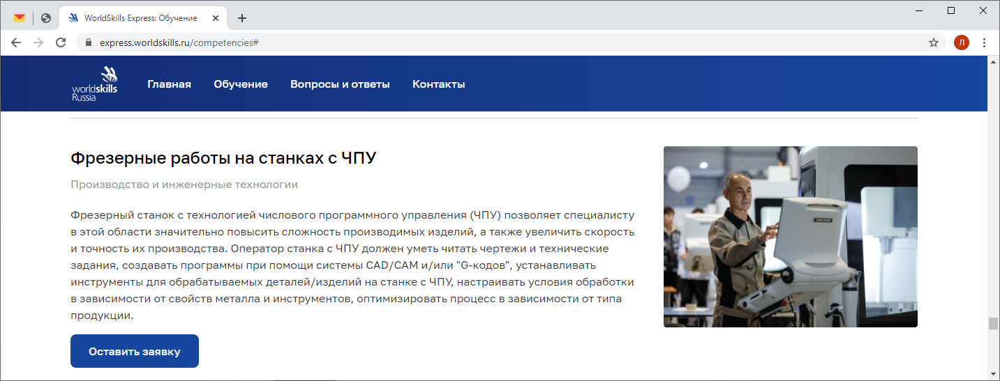 WorldSkills Express: Обучение
express.worldskills.ru/competencies#
Л
worldskills
Russia
Главная
Обучение
Вопросы и ответы
Контакты
Фрезерные работы на станках с ЧПУ
Производство и инженерные технологии
Фрезерный станок с технологией числового программного управления (ЧПУ) позволяет специалисту
в этой области значительно повысить сложность производимых изделий, а также увеличить скорость
и точность их производства. Оператор станка с ЧПУ должен уметь читать чертежи и технические
задания, создавать программы при помощи системы CAD/CAM и/или "G-кодов", устанавливать
инструменты для обрабатываемых деталей/изделий на станке с ЧПУ, настраивать условия обработки
в зависимости от свойств металла и инструментов, оптимизировать процесс в зависимости от типа
продукции.
Оставить заявку